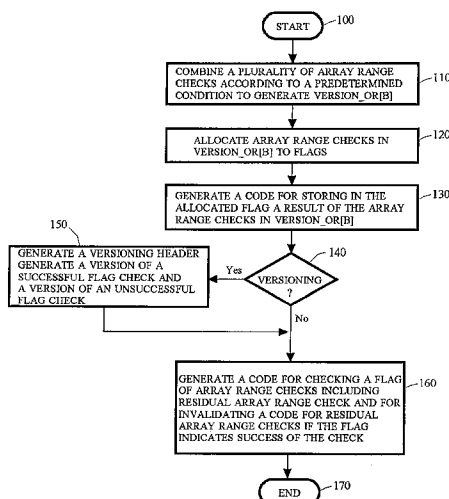 START
100
COMBINE A PLURALITY OF ARRAY RANGE
CHECKS ACCORDING TO A PREDETERMINED
CONDITION TO GENERATE VERSION_OR[B]
110
ALLOCATE ARRAY RANGE CHECKS IN
VERSION_OR[B] TO FLAGS
120
GENERATE A CODE FOR STORING IN THE
ALLOCATED FLAG A RESULT OF THE ARRAY
RANGE CHECKS IN VERSION_OR[B]
130
150
GENERATE A VERSIONING HEADER
GENERATE A VERSION OF A
SUCCESSFUL FLAG CHECK AND
A VERSION OF AN UNSUCCESSFUL
FLAG CHECK
Yes
140
VERSIONING
?
No
GENERATE A CODE FOR CHECKING A FLAG
OF ARRAY RANGE CHECKS INCLUDING
RESIDUAL ARRAY RANGE CHECK AND FOR
INVALIDATING A CODE FOR RESIDUAL
ARRAY RANGE CHECKS IF THE FLAG
INDICATES SUCCESS OF THE CHECK
160
END
170